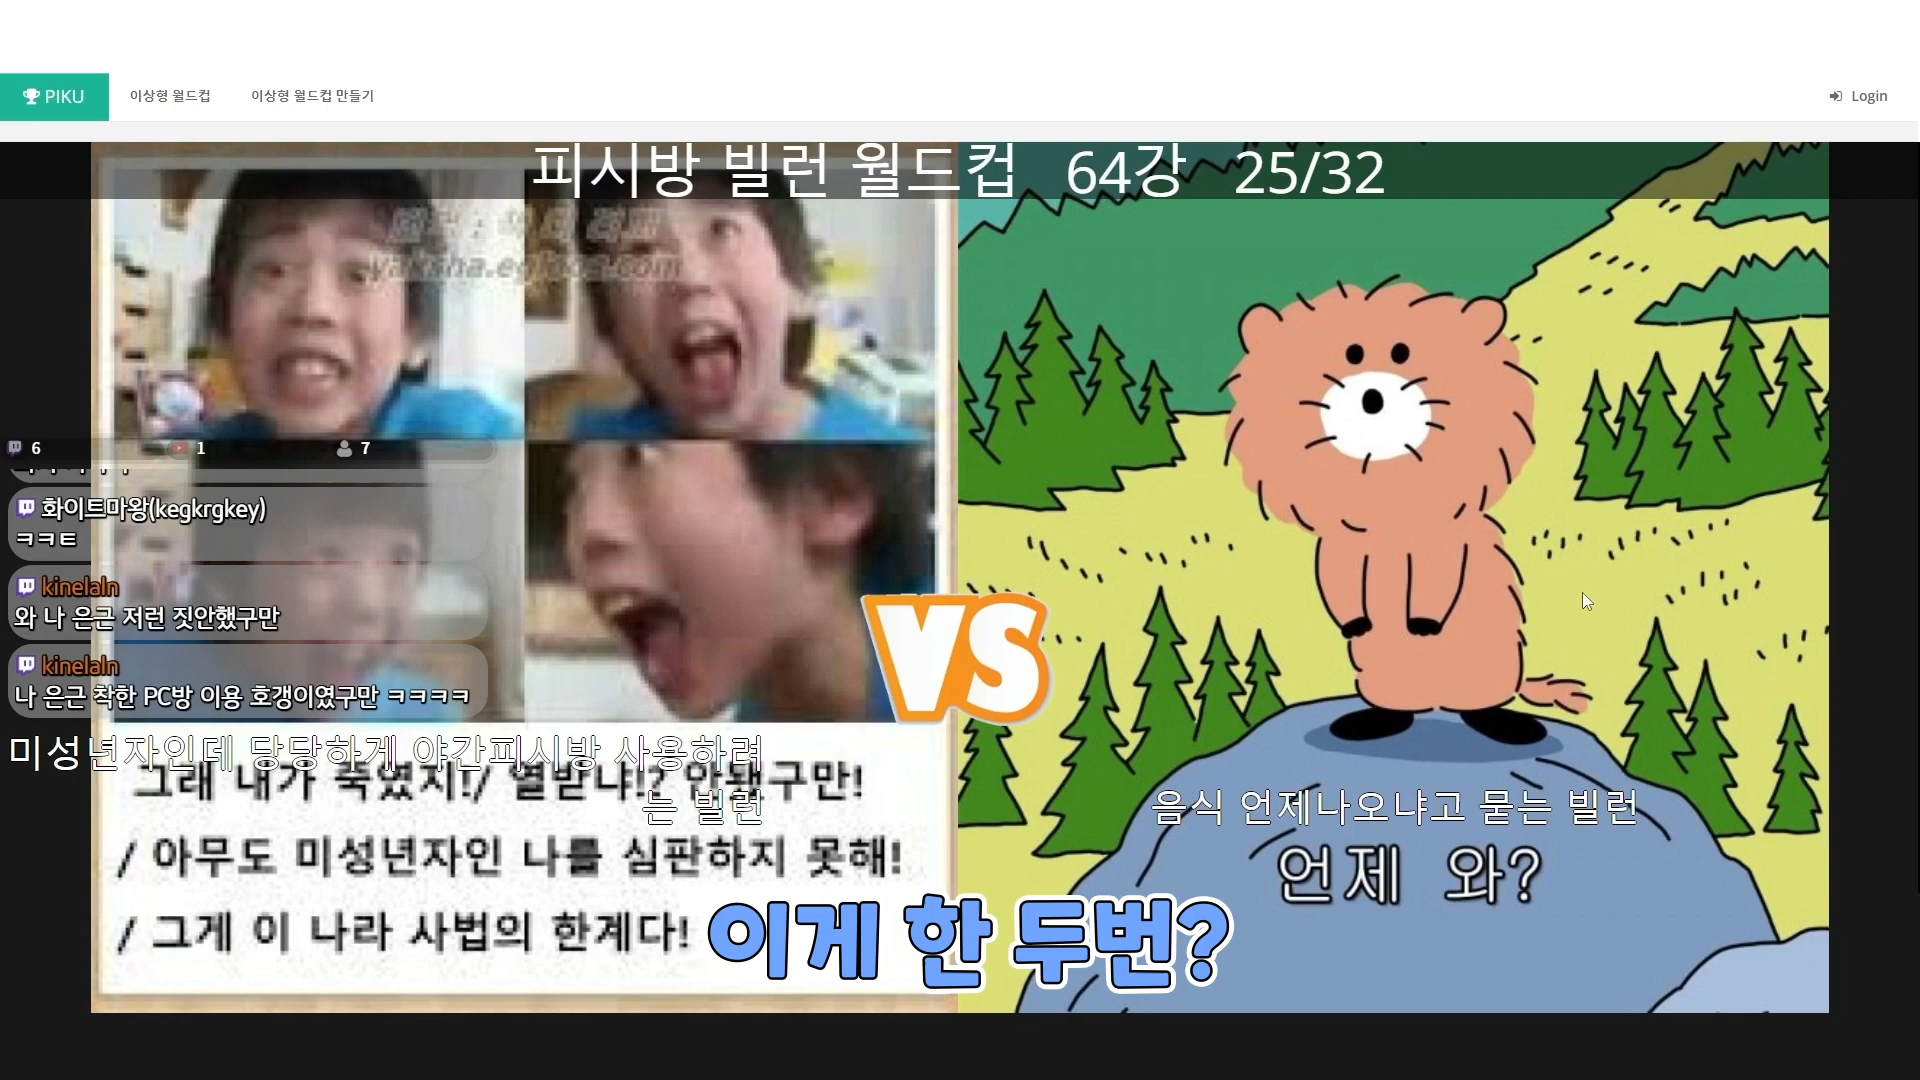 PIKU
이상형 월드컵
이상형 월드컵 만들기
Login
피시방 빌런 월드컵 64강 25/32
6
1
7
화이트마왕(kegkrgkey)
ㅋㅋㅌ
kinelaln
와 나 은근 저런 짓안했구만
kinelaln
나 은근 착한 PC방 이용 호갱이였구만 ㅋㅋㅋㅋ
미성년자인데 당당하게 야간피시방 사용하려
는 빌런
그래 내가 죽였지!/ 열받냐!? 안됐구만!
/ 아무도 미성년자인 나를 심판하지 못해!
/ 그게 이 나라 사법의 한계다!
VS
음식 언제나오냐고 묻는 빌런
언제 와?
이게 한 두번?